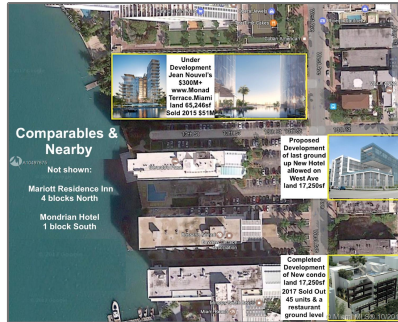 Under
Development
Jean Nouvel's
$300M+
www.Monad
Terrace.Miami
land 65,246sf
Sold 2015 $51M
Comparables &
Nearby
Not shown:
Mariott Residence Inn
4 blocks North
Mondrian Hotel
1 block South
Proposed
Development
of last ground
up New Hotel
allowed on
West Ave
land 17,250sf
Completed
Development
of New condo
land 17,250sf
2017 Sold Out
45 units & a
restaurant
ground level